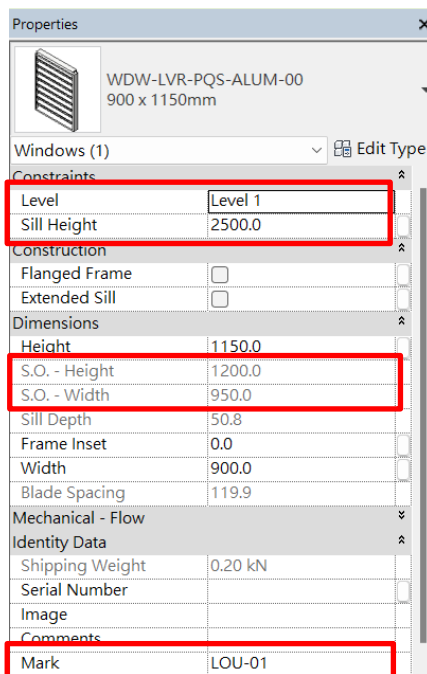 Properties
WDW-LVR-PQS-ALUM-00
900 x 1150mm
Windows (1) Edit Type
Constraints
Level Level 1
Sill Height 2500.0
Construction
Flanged Frame
Extended Sill
Dimensions
Height 1150.0
S.O. - Height 1200.0
S.O. - Width 950.0
Sill Depth 50.8
Frame Inset 0.0
Width 900.0
Blade Spacing 119.9
Mechanical - Flow
Identity Data
Shipping Weight 0.20 kN
Serial Number
Image
Comments
Mark LOU-01